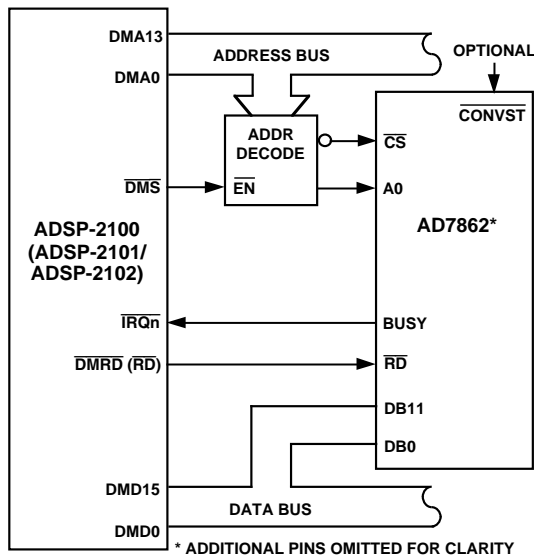 DMA13
ADDRESS BUS
OPTIONAL
DMA0
CONVST
ADDR
DECODE
CS
DMS
EN
A0
ADSP-2100
(ADSP-2101/
ADSP-2102)
AD7862*
IRQn
BUSY
DMRD (RD)
RD
DB11
DB0
DMD15
DATA BUS
DMD0
* ADDITIONAL PINS OMITTED FOR CLARITY